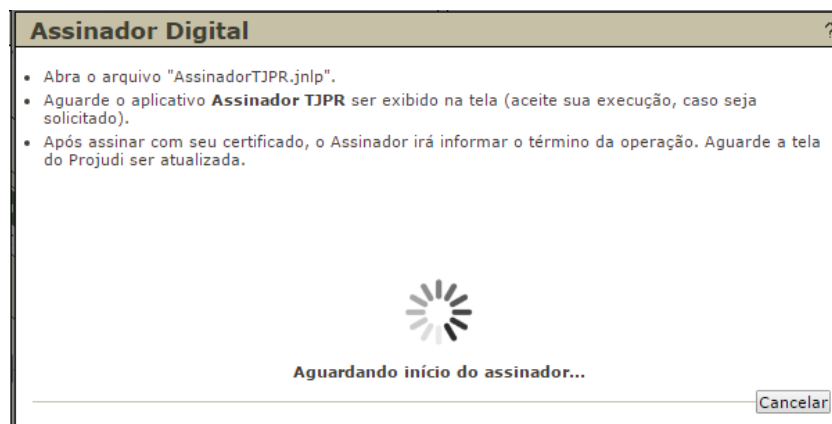 Assinador Digital ?
• Abra o arquivo "AssinadorTJPR.jnlp".
• Aguarde o aplicativo Assinador TJPR ser exibido na tela (aceite sua execução, caso seja
solicitado).
• Após assinar com seu certificado, o Assinador irá informar o término da operação. Aguarde a tela
do Projudi ser atualizada.
Aguardando início do assinador...
Cancelar